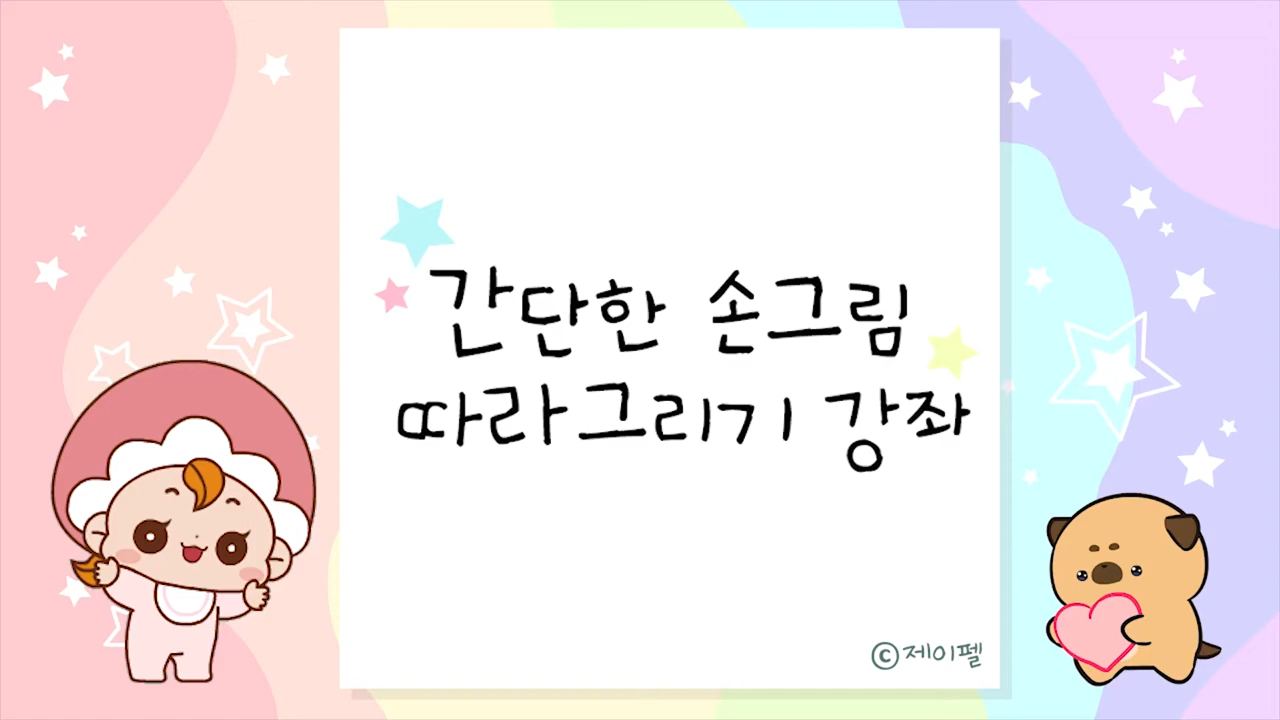 간단한 손그림
따라그리기 강좌
ⓒ제이펠